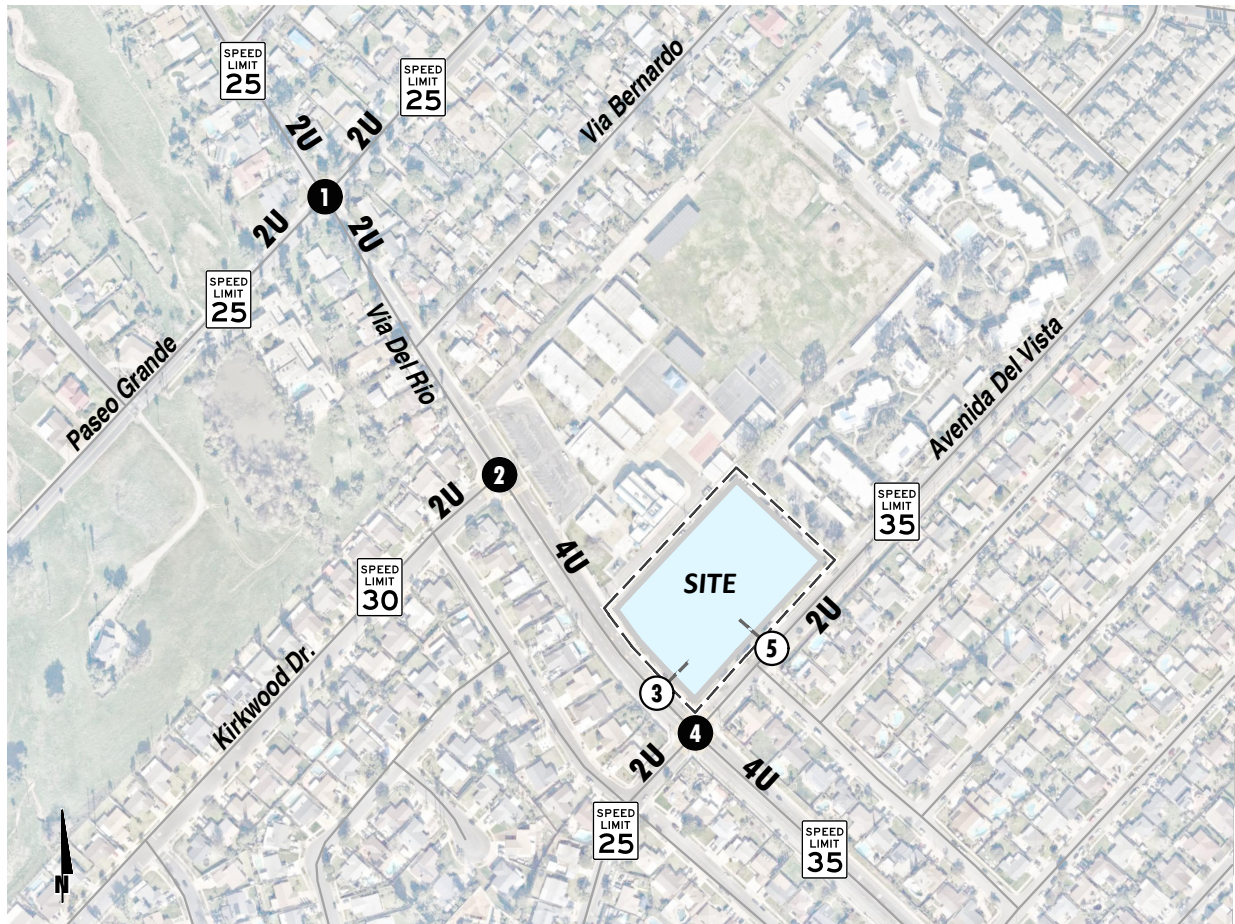 SPEED
LIMIT
25
SPEED
LIMIT
25
Via Bernardo
2U
2U
1
2U
2U
SPEED
LIMIT
25
Via Del Rio
Paseo Grande
Avenida Del Vista
2
2U
SPEED
LIMIT
35
4U
SPEED
LIMIT
30
SITE
2U
5
3
Kirkwood Dr.
4
2U
4U
SPEED
LIMIT
25
SPEED
LIMIT
35
N